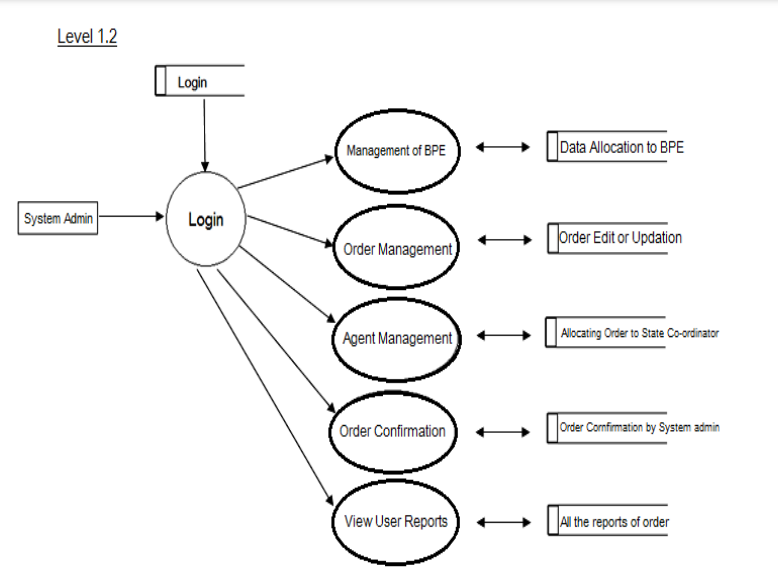 Level 1.2
Login
Management of BPE
Data Allocation to BPE
System Admin
Login
Order Management
Order Edit or Updation
Agent Management
Allocating Order to State Co-ordinator
Order Confirmation
Order Cornfirmation by System admin
View User Reports
All the reports of order